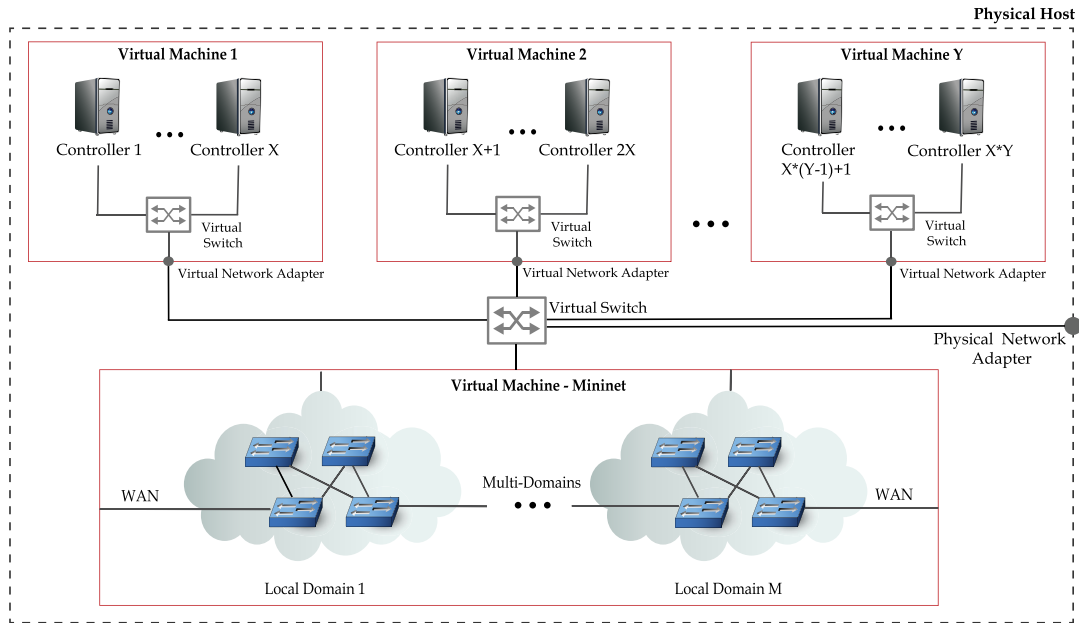 Physical Host
Virtual Machine 1
Controller 1
•••
Controller X
Virtual
Switch
Virtual Network Adapter
Virtual Machine 2
Controller X+1
•••
Controller 2X
Virtual
Switch
Virtual Network Adapter
•••
Virtual Machine Y
Controller
X*(Y-1)+1
•••
Controller X*Y
Virtual
Switch
Virtual Network Adapter
Virtual Switch
Physical Network
Adapter
Virtual Machine - Mininet
WAN
Multi-Domains
•••
WAN
Local Domain 1
Local Domain M